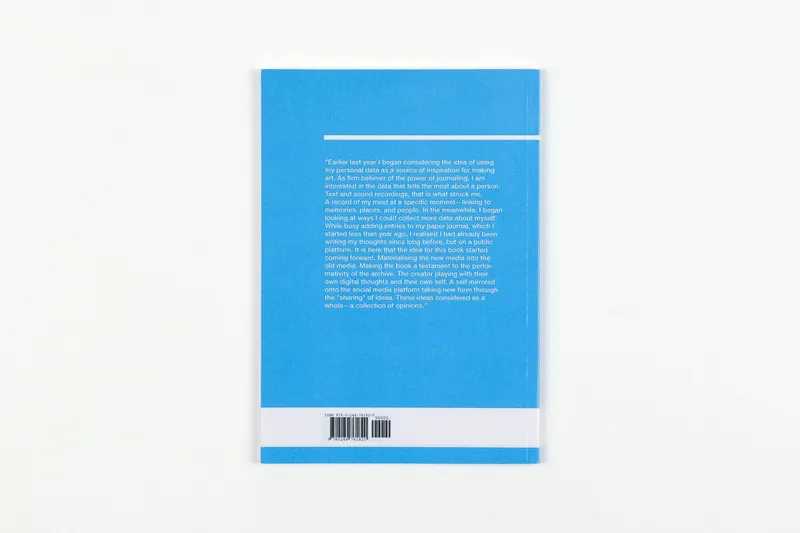 "Earlier last year I began considering the idea of using
my personal data as a source of inspiration for making
art. As firm believer of the power of journaling, I am
interested in the data that tells the most about a person.
Text and sound recordings, that is what struck me.
A record of my mind at a specific moment – linking to
memories, places, and people. In the meanwhile, I began
looking at ways I could collect more data about myself.
While busy adding entries to my paper journal, which I
started less than year ago, I realised I had already been
writing my thoughts since long before, but on a public
platform. It is here that the idea for this book started
coming forward. Materialising the new media into the
old media. Making the book a testament to the perfor-
mativity of the archive. The creator playing with their
own digital thoughts and their own self. A self mirrored
onto the social media platform taking new form through
the "sharing" of ideas. These ideas considered as a
whole—a collection of opinions."
ISBN
90000